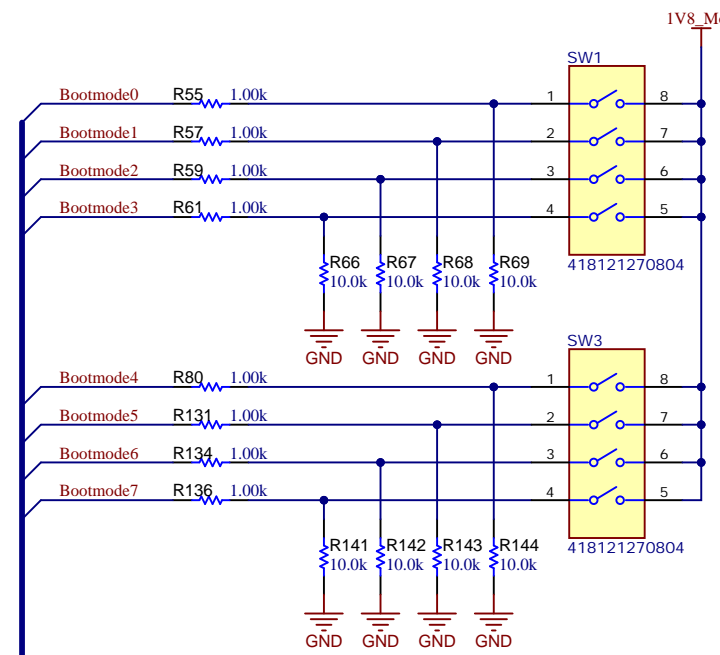 1V8_Mo
SW1
Bootmode0 R55 1.00k 1 8
Bootmode1 R57 1.00k 2 7
Bootmode2 R59 1.00k 3 6
Bootmode3 R61 1.00k 4 5
R66 R67 R68 R69
10.0k 10.0k 10.0k 10.0k
418121270804
GND GND GND GND
SW3
Bootmode4 R80 1.00k 1 8
Bootmode5 R131 1.00k 2 7
Bootmode6 R134 1.00k 3 6
Bootmode7 R136 1.00k 4 5
R141 R142 R143 R144
10.0k 10.0k 10.0k 10.0k
418121270804
GND GND GND GND